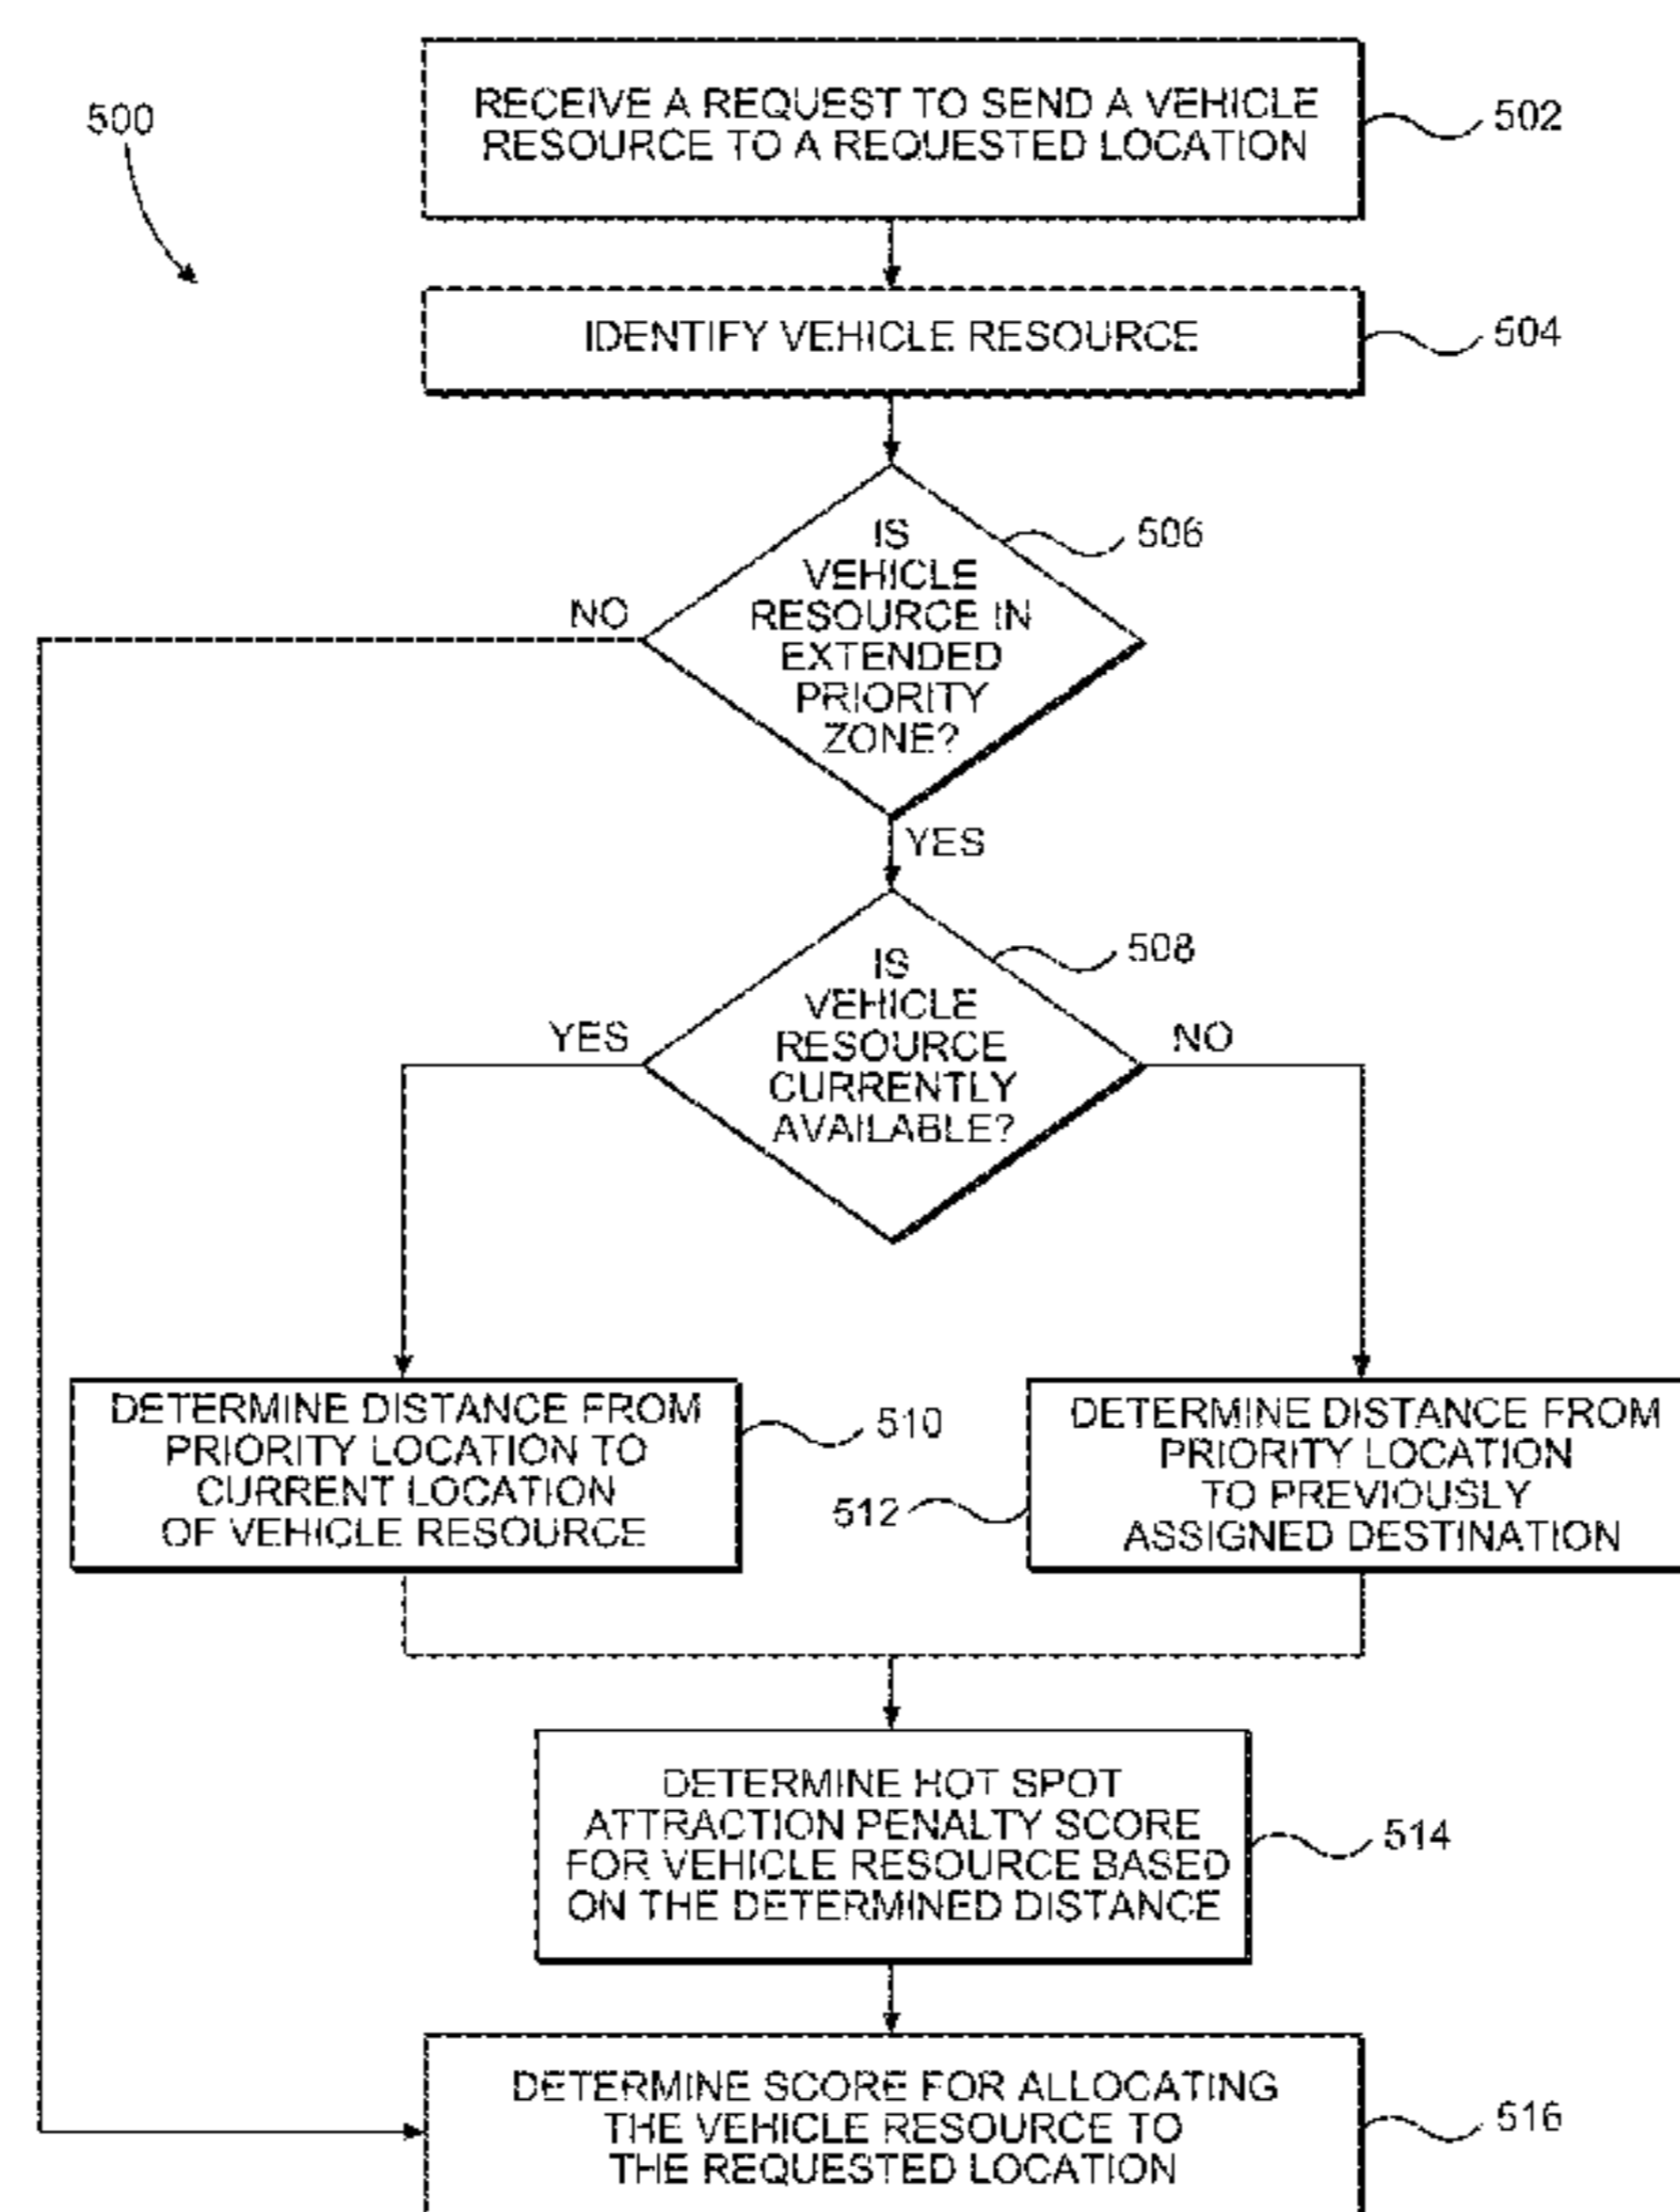 500
RECEIVE A REQUEST TO SEND A VEHICLE
RESOURCE TO A REQUESTED LOCATION
502
IDENTIFY VEHICLE RESOURCE
504
IS
VEHICLE
RESOURCE IN
EXTENDED
PRIORITY
ZONE?
506
NO
YES
IS
VEHICLE
RESOURCE
CURRENTLY
AVAILABLE?
508
YES
NO
DETERMINE DISTANCE FROM
PRIORITY LOCATION TO
CURRENT LOCATION
OF VEHICLE RESOURCE
510
DETERMINE DISTANCE FROM
PRIORITY LOCATION
TO PREVIOUSLY
ASSIGNED DESTINATION
512
DETERMINE HOT SPOT
ATTRACTION PENALTY SCORE
FOR VEHICLE RESOURCE BASED
ON THE DETERMINED DISTANCE
514
DETERMINE SCORE FOR ALLOCATING
THE VEHICLE RESOURCE TO
THE REQUESTED LOCATION
516